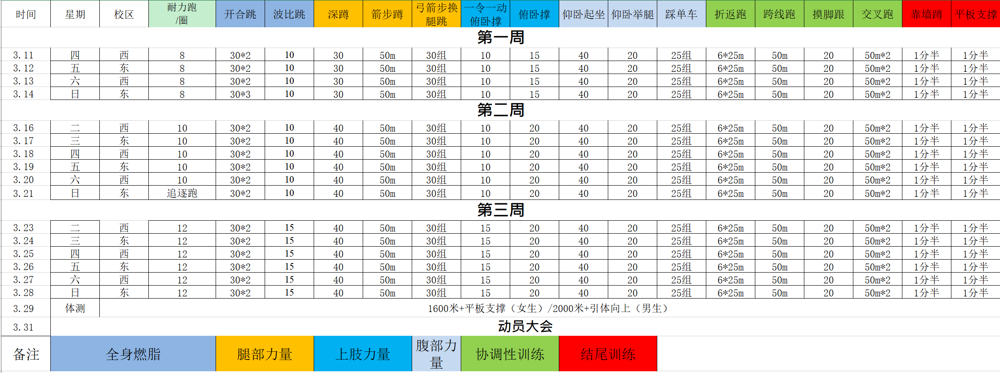 时间 星期 校区 耐力跑/圈 开合跳 波比跳 深蹲 箭步蹲 弓箭步换腿跳 一令一动俯卧撑 俯卧撑 仰卧起坐 仰卧举腿 踩单车 折返跑 跨线跑 摸脚跟 交叉跑 靠墙蹲 平板支撑
第一周
3.11 四 西 8 30*2 10 30 50m 30组 10 15 40 20 25组 6*25m 50m 20 50m*2 1分半 1分半
3.12 五 东 8 30*2 10 30 50m 30组 10 15 40 20 25组 6*25m 50m 20 50m*2 1分半 1分半
3.13 六 西 8 30*2 10 30 50m 30组 10 15 40 20 25组 6*25m 50m 20 50m*2 1分半 1分半
3.14 日 东 8 30*3 10 30 50m 30组 10 15 40 20 25组 6*25m 50m 20 50m*2 1分半 1分半
第二周
3.16 二 西 10 30*2 10 40 50m 30组 10 20 40 20 25组 6*25m 50m 20 50m*2 1分半 1分半
3.17 三 东 10 30*2 10 40 50m 30组 10 20 40 20 25组 6*25m 50m 20 50m*2 1分半 1分半
3.18 四 西 10 30*2 10 40 50m 30组 10 20 40 20 25组 6*25m 50m 20 50m*2 1分半 1分半
3.19 五 东 10 30*2 10 40 50m 30组 10 20 40 20 25组 6*25m 50m 20 50m*2 1分半 1分半
3.20 六 西 10 30*2 10 40 50m 30组 10 20 40 20 25组 6*25m 50m 20 50m*2 1分半 1分半
3.21 日 东 追逐跑 30*2 10 40 50m 30组 10 20 40 20 25组 6*25m 50m 20 50m*2 1分半 1分半
第三周
3.23 二 西 12 30*2 15 40 50m 30组 15 20 40 20 25组 6*25m 50m 20 50m*2 1分半 1分半
3.24 三 东 12 30*2 15 40 50m 30组 15 20 40 20 25组 6*25m 50m 20 50m*2 1分半 1分半
3.25 四 西 12 30*2 15 40 50m 30组 15 20 40 20 25组 6*25m 50m 20 50m*2 1分半 1分半
3.26 五 东 12 30*2 15 40 50m 30组 15 20 40 20 25组 6*25m 50m 20 50m*2 1分半 1分半
3.27 六 西 12 30*2 15 40 50m 30组 15 20 40 20 25组 6*25m 50m 20 50m*2 1分半 1分半
3.28 日 东 12 30*2 15 40 50m 30组 15 20 40 20 25组 6*25m 50m 20 50m*2 1分半 1分半
3.29 体测 1600米+平板支撑（女生）/2000米+引体向上（男生）
3.31 动员大会
备注 全身燃脂 腿部力量 上肢力量 腹部力量 协调性训练 结尾训练